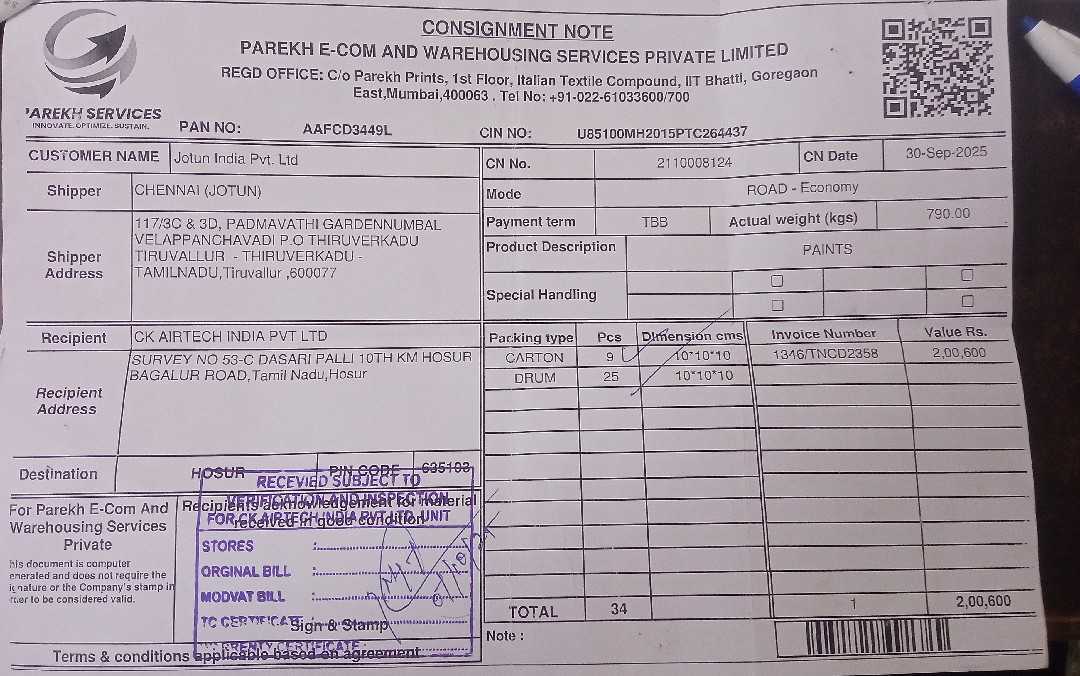 CONSIGNMENT NOTE
PAREKH E-COM AND WAREHOUSING SERVICES PRIVATE LIMITED
REGD OFFICE: C/o Parekh Prints, 1st Floor, Italian Textile Compound, IIT Bhatti, Goregaon
East,Mumbai,400063 . Tel No: +91-022-61033600/700
'AREKH SERVICES
INNOVATE. OPTIMIZE. SUSTAIN.
PAN NO: AAFCD3449L CIN NO: U85100MH2015PTC264437
CUSTOMER NAME Jotun India Pvt. Ltd
CN No. 2110008124 CN Date 30-Sep-2025
Shipper CHENNAI (JOTUN)
Mode ROAD - Economy
Shipper Address
117/3C & 3D, PADMAVATHI GARDENNUMBAL
VELAPPANCHAVADI P.O THIRUVERKADU
TIRUVALLUR - THIRUVERKADU -
TAMILNADU,Tiruvallur ,600077
Payment term TBB Actual weight (kgs) 790.00
Product Description PAINTS
Special Handling
Recipient CK AIRTECH INDIA PVT LTD
Recipient Address
SURVEY NO 53-C DASARI PALLI 10TH KM HOSUR
BAGALUR ROAD,Tamil Nadu,Hosur
Packing type Pcs Dimension cms Invoice Number Value Rs.
CARTON 9 10*10*10 1346/TNCD2358 2,00,600
DRUM 25 10*10*10
Destination HOSUR PIN CODE 635103
For Parekh E-Com And
Warehousing Services
Private
his document is computer
enerated and does not require the
ignature or the Company's stamp in
rder to be considered valid.
Recipients acknowledgement for material
received in good condition
RECEVIED SUBJECT TO
VERIFICATION AND INSPECTION
FOR CK AIRTECH INDIA PVT LTD. UNIT
STORES :
ORGINAL BILL :
MODVAT BILL :
TC CERTIFICATE
Sign & Stamp
TOTAL 34 1 2,00,600
Note :
Terms & conditions applicable based on agreement